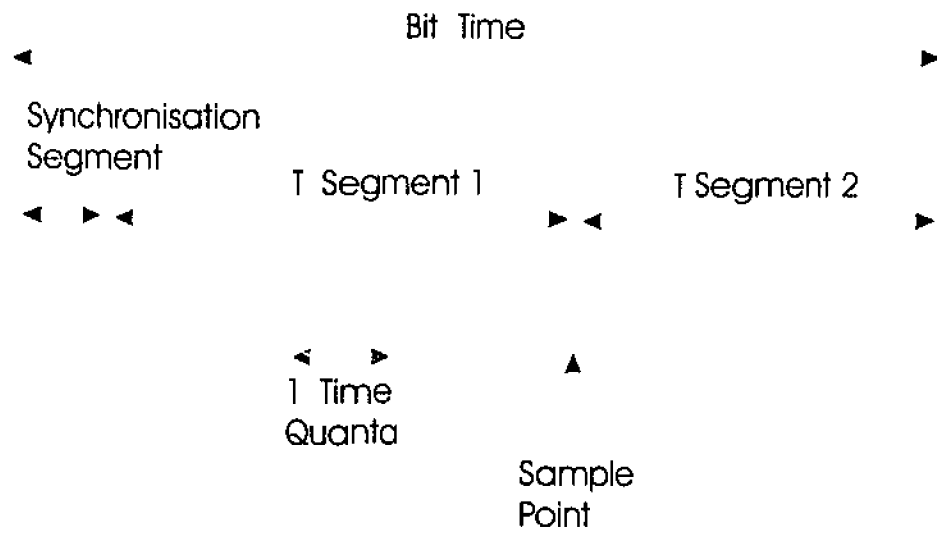 Bit Time
Synchronisation
Segment
T Segment 1
T Segment 2
1 Time
Quanta
Sample
Point